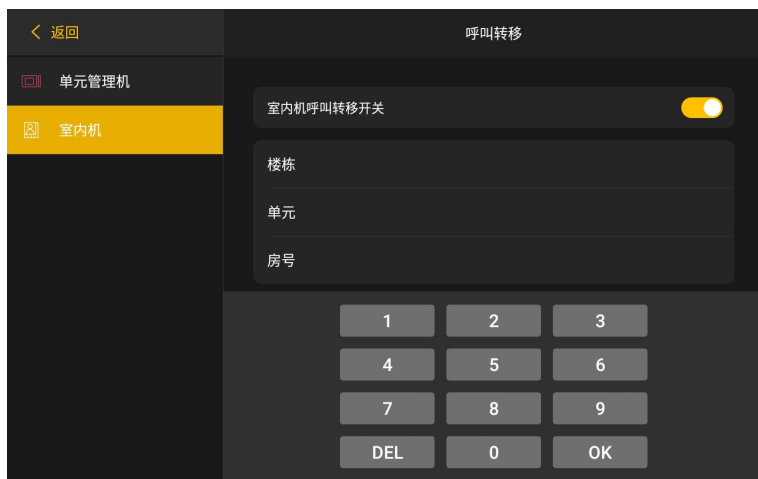 返回
呼叫转移
单元管理机
室内机
室内机呼叫转移开关
楼栋
单元
房号
1 2 3
4 5 6
7 8 9
DEL 0 OK